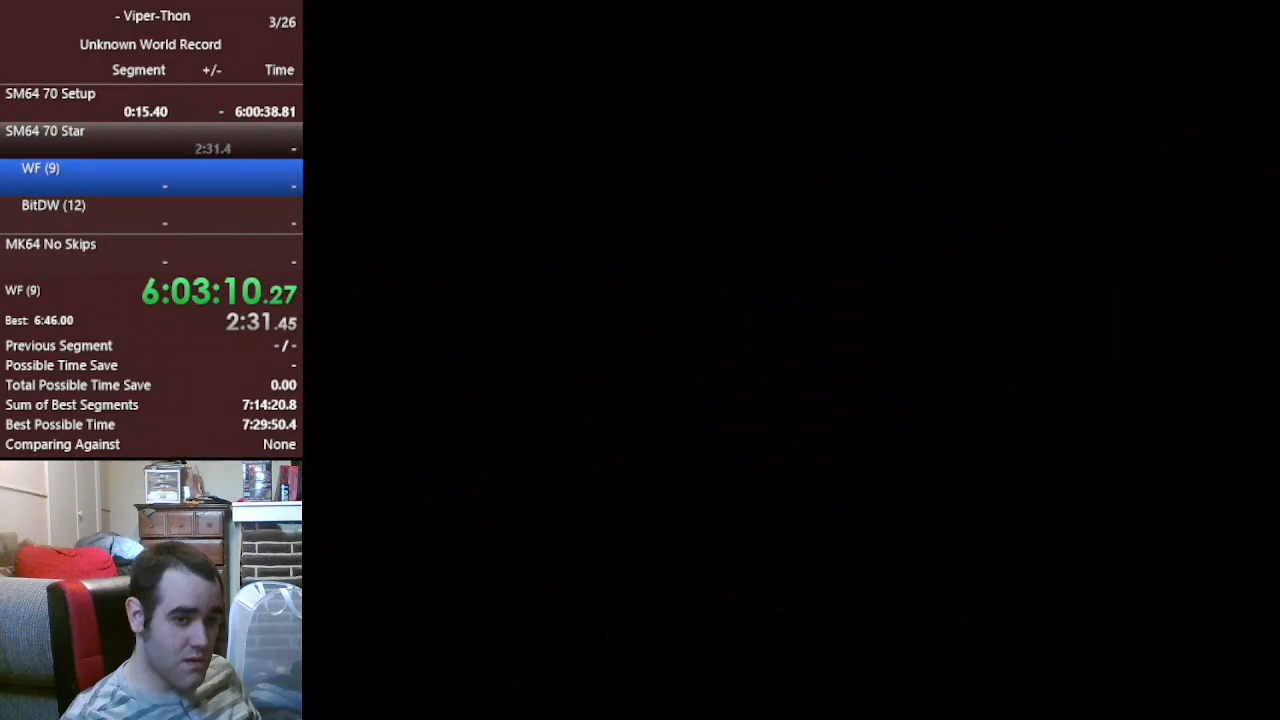 - Viper-Thon
3/26
Unknown World Record
Segment +/- Time
SM64 70 Setup
0:15.40 - 6:00:38.81
SM64 70 Star
2:31.4 -
WF (9)
- -
BitDW (12)
- -
MK64 No Skips
- -
WF (9) 6:03:10.27
Best: 6:46.00 2:31.45
Previous Segment - / -
Possible Time Save -
Total Possible Time Save 0.00
Sum of Best Segments 7:14:20.8
Best Possible Time 7:29:50.4
Comparing Against None